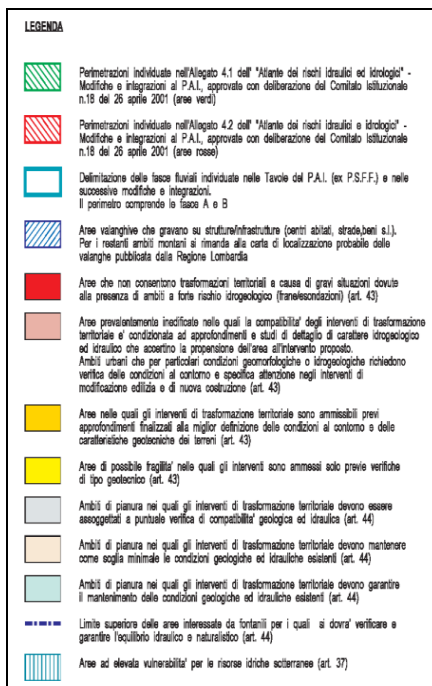 LEGENDA
Perimetrazioni individuate nell'Allegato 4.1 dell' "Atlante dei rischi idraulici ed idrologici" -
Modifiche e integrazioni al P.A.I., approvate con deliberazione del Comitato Istituzionale
n.18 del 26 aprile 2001 (aree verdi)
Perimetrazioni individuate nell'Allegato 4.2 dell' "Atlante dei rischi idraulici e idrologici" -
Modifiche e integrazioni al P.A.I., approvate con deliberazione del Comitato Istituzionale
n.18 del 26 aprile 2001 (aree rosse)
Delimitazione delle fasce fluviali individuate nelle Tavole del P.A.I. (ex P.S.F.F.) e nelle
successive modifiche e integrazioni.
Il perimetro comprende le fasce A e B
Aree valanghive che gravano su strutture/infrastrutture (centri abitati, strade,beni s.l.).
Per i restanti ambiti montani si rimanda alla carta di localizzazione probabile delle
valanghe pubblicata dalla Regione Lombardia
Aree che non consentono trasformazioni territoriali a causa di gravi situazioni dovute
alla presenza di ambiti a forte rischio idrogeologico (frane/esondazioni) (art. 43)
Aree prevalentemente inedificate nelle quali la compatibilita' degli interventi di trasformazione
territoriale e' condizionata ad approfondimenti e studi di dettaglio di carattere idrogeologico
ed idraulico che accertino la propensione dell'area all'intervento proposto.
Ambiti urbani che per particolari condizioni geomorfologiche o idrogeologiche richiedono
verifica delle condizioni al contorno e specifica attenzione negli interventi di
modificazione edilizia e di nuova costruzione (art. 43)
Aree nelle quali gli interventi di trasformazione territoriale sono ammissibili previ
approfondimenti finalizzati alla miglior definizione delle condizioni al contorno e delle
caratteristiche geotecniche dei terreni (art. 43)
Aree di possibile fragilita' nelle quali gli interventi sono ammessi solo previe verifiche
di tipo geotecnico (art. 43)
Ambiti di pianura nei quali gli interventi di trasformazione territoriale devono essere
assoggettati a puntuale verifica di compatibilita' geologica ed idraulica (art. 44)
Ambiti di pianura nei quali gli interventi di trasformazione territoriale devono mantenere
come soglia minimale le condizioni geologiche ed idrauliche esistenti (art. 44)
Ambiti di pianura nei quali gli interventi di trasformazione territoriale devono garantire
il mantenimento delle condizioni geologiche ed idrauliche esistenti (art. 44)
Limite superiore delle aree interessate da fontanili per i quali si dovra' verificare e
garantire l'equilibrio idraulico e naturalistico (art. 44)
Aree ad elevata vulnerabilita' per le risorse idriche sotterranee (art. 37)